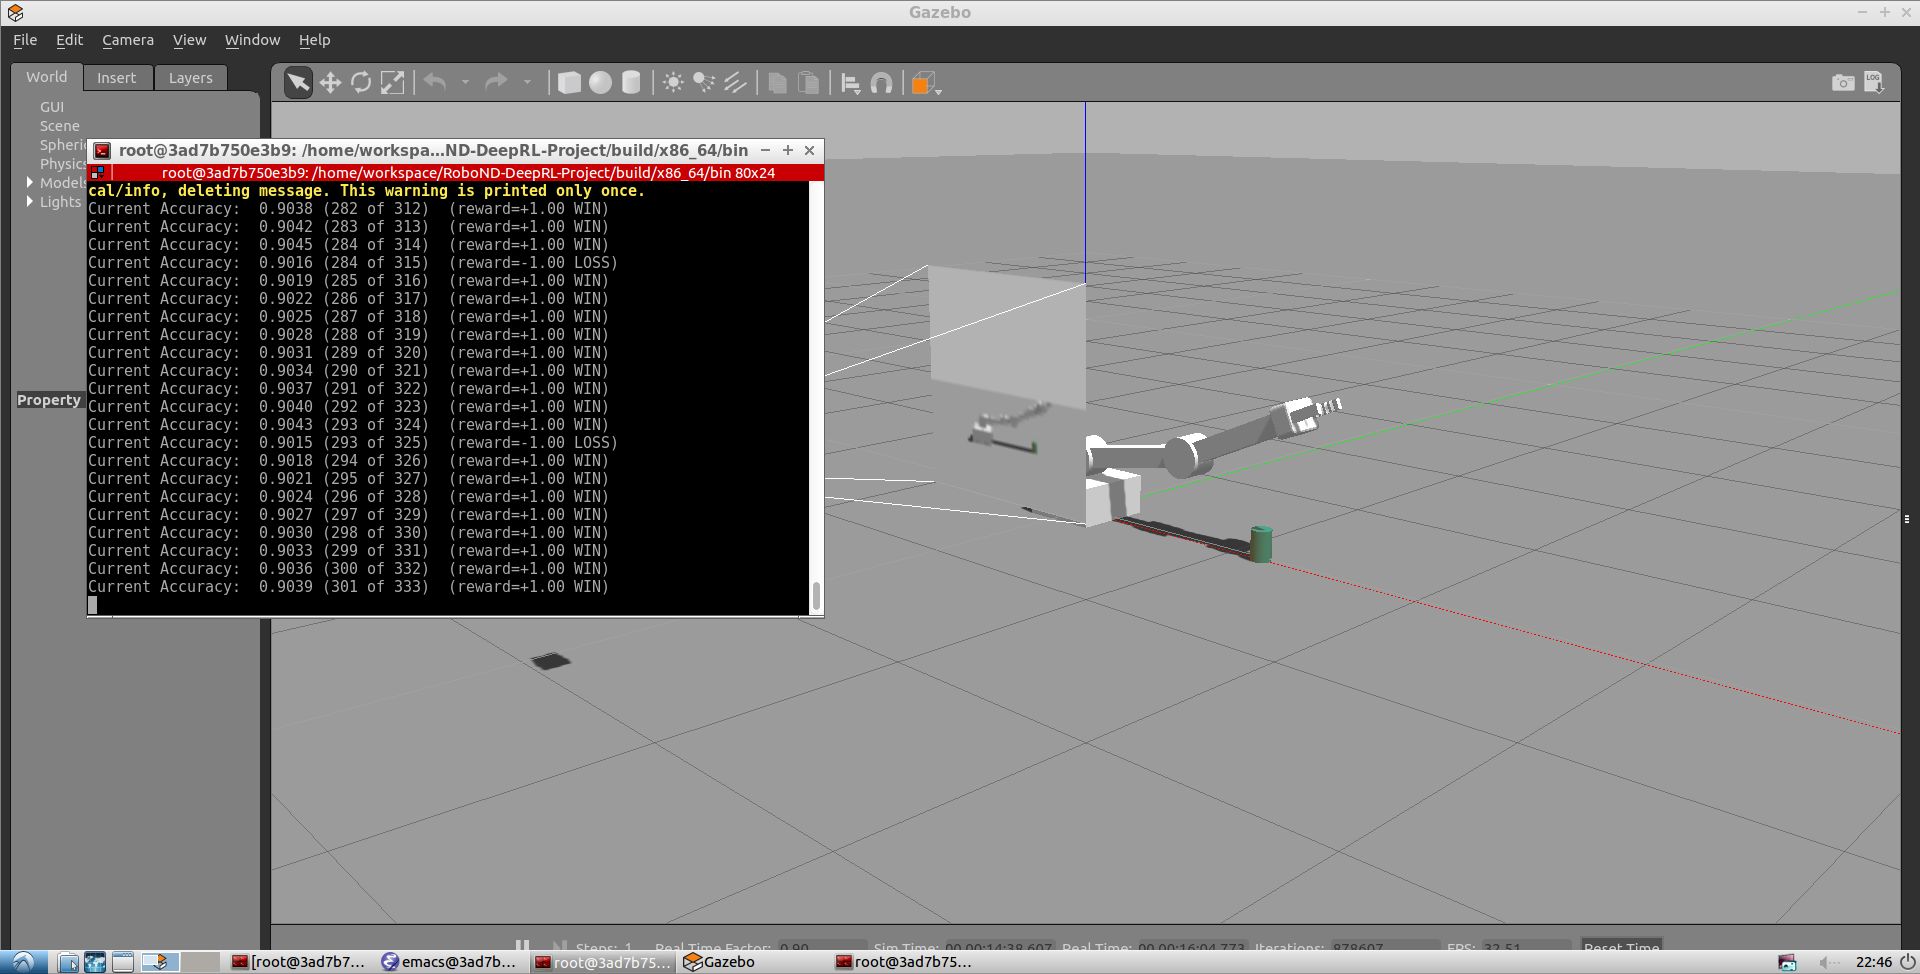 Gazebo
File Edit Camera View Window Help
World Insert Layers
GUI
Scene
Spheri
Physic
Models
Lights
Property
LOG
root@3ad7b750e3b9: /home/workspa...ND-DeepRL-Project/build/x86_64/bin
root@3ad7b750e3b9: /home/workspace/RoboND-DeepRL-Project/build/x86_64/bin 80x24
cal/info, deleting message. This warning is printed only once.
Current Accuracy:  0.9038 (282 of 312)  (reward=+1.00 WIN)
Current Accuracy:  0.9042 (283 of 313)  (reward=+1.00 WIN)
Current Accuracy:  0.9045 (284 of 314)  (reward=+1.00 WIN)
Current Accuracy:  0.9016 (284 of 315)  (reward=-1.00 LOSS)
Current Accuracy:  0.9019 (285 of 316)  (reward=+1.00 WIN)
Current Accuracy:  0.9022 (286 of 317)  (reward=+1.00 WIN)
Current Accuracy:  0.9025 (287 of 318)  (reward=+1.00 WIN)
Current Accuracy:  0.9028 (288 of 319)  (reward=+1.00 WIN)
Current Accuracy:  0.9031 (289 of 320)  (reward=+1.00 WIN)
Current Accuracy:  0.9034 (290 of 321)  (reward=+1.00 WIN)
Current Accuracy:  0.9037 (291 of 322)  (reward=+1.00 WIN)
Current Accuracy:  0.9040 (292 of 323)  (reward=+1.00 WIN)
Current Accuracy:  0.9043 (293 of 324)  (reward=+1.00 WIN)
Current Accuracy:  0.9015 (293 of 325)  (reward=-1.00 LOSS)
Current Accuracy:  0.9018 (294 of 326)  (reward=+1.00 WIN)
Current Accuracy:  0.9021 (295 of 327)  (reward=+1.00 WIN)
Current Accuracy:  0.9024 (296 of 328)  (reward=+1.00 WIN)
Current Accuracy:  0.9027 (297 of 329)  (reward=+1.00 WIN)
Current Accuracy:  0.9030 (298 of 330)  (reward=+1.00 WIN)
Current Accuracy:  0.9033 (299 of 331)  (reward=+1.00 WIN)
Current Accuracy:  0.9036 (300 of 332)  (reward=+1.00 WIN)
Current Accuracy:  0.9039 (301 of 333)  (reward=+1.00 WIN)
Steps: 1 Real Time Factor: 0.90 Sim Time: 00 00:14:38.607 Real Time: 00 00:16:04.773 Iterations: 878607 FPS: 32.51 Reset Time
[root@3ad7b7... emacs@3ad7b... root@3ad7b75... Gazebo root@3ad7b75... 22:46